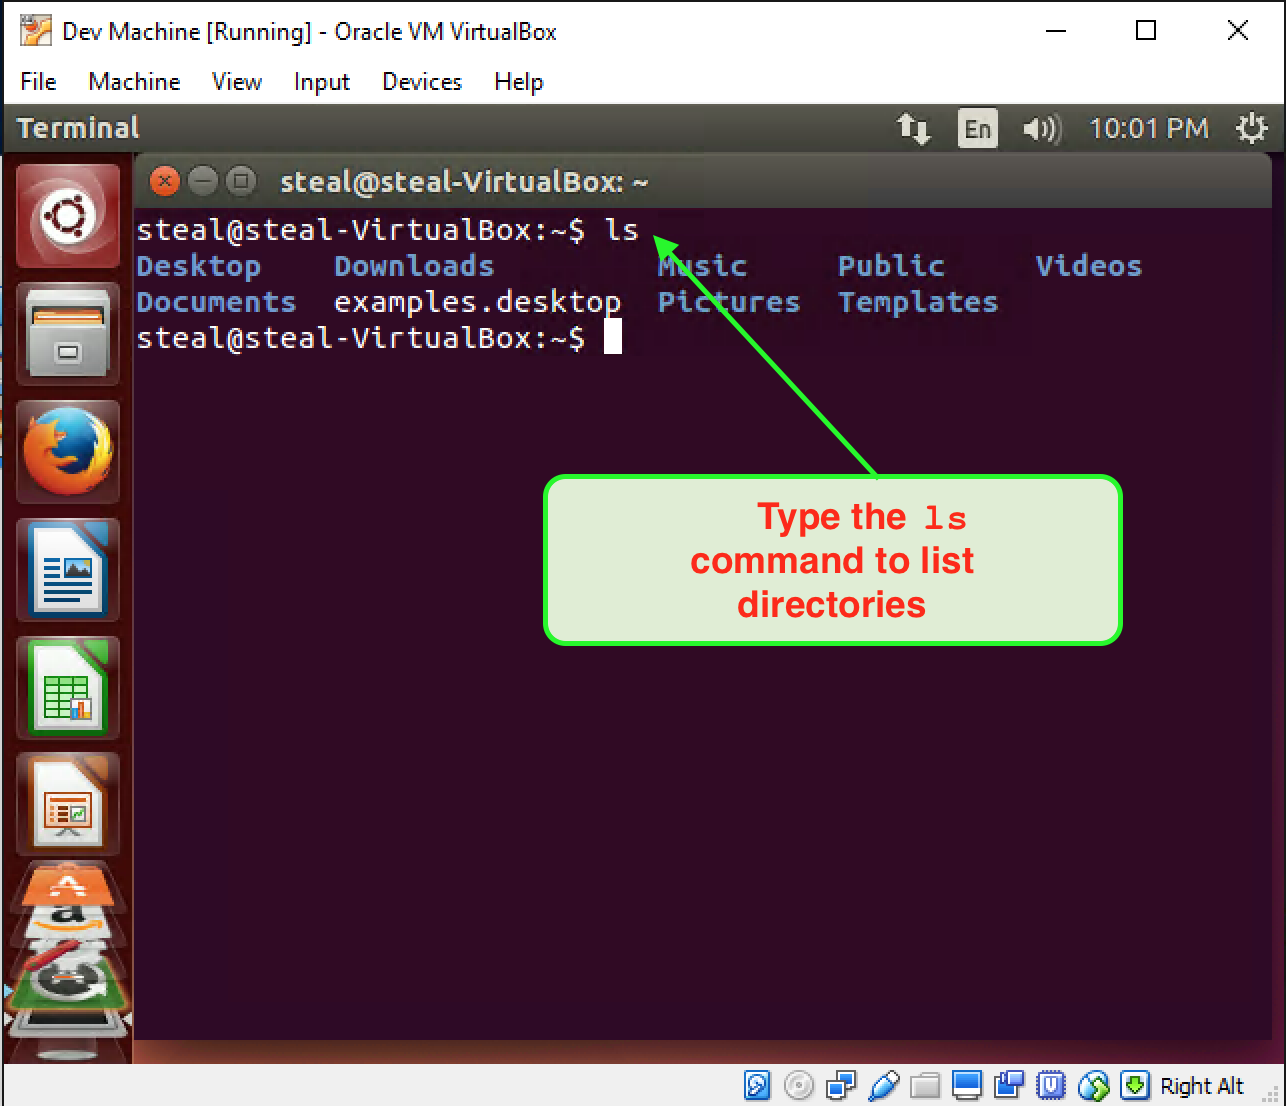 Dev Machine [Running] - Oracle VM VirtualBox
File Machine View Input Devices Help
Terminal En 10:01 PM
steal@steal-VirtualBox: ~
steal@steal-VirtualBox:~$ ls
Desktop Downloads Music Public Videos
Documents examples.desktop Pictures Templates
steal@steal-VirtualBox:~$
Type the ls
command to list
directories
a
Right Alt